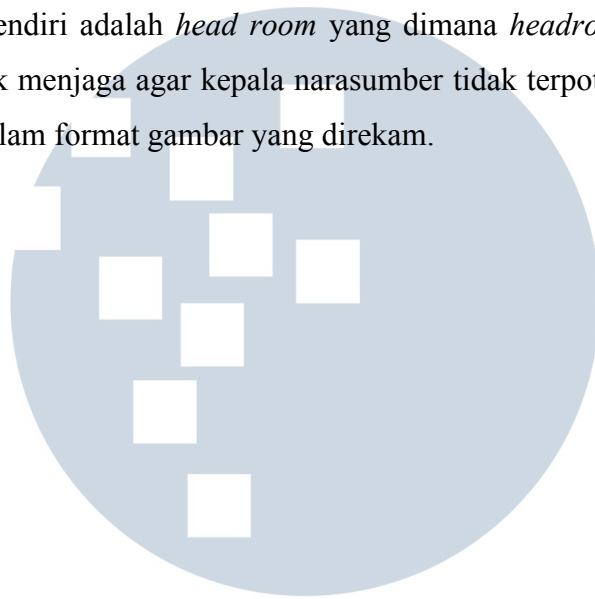 endiri adalah head room yang dimana headro
k menjaga agar kepala narasumber tidak terpot
lam format gambar yang direkam.